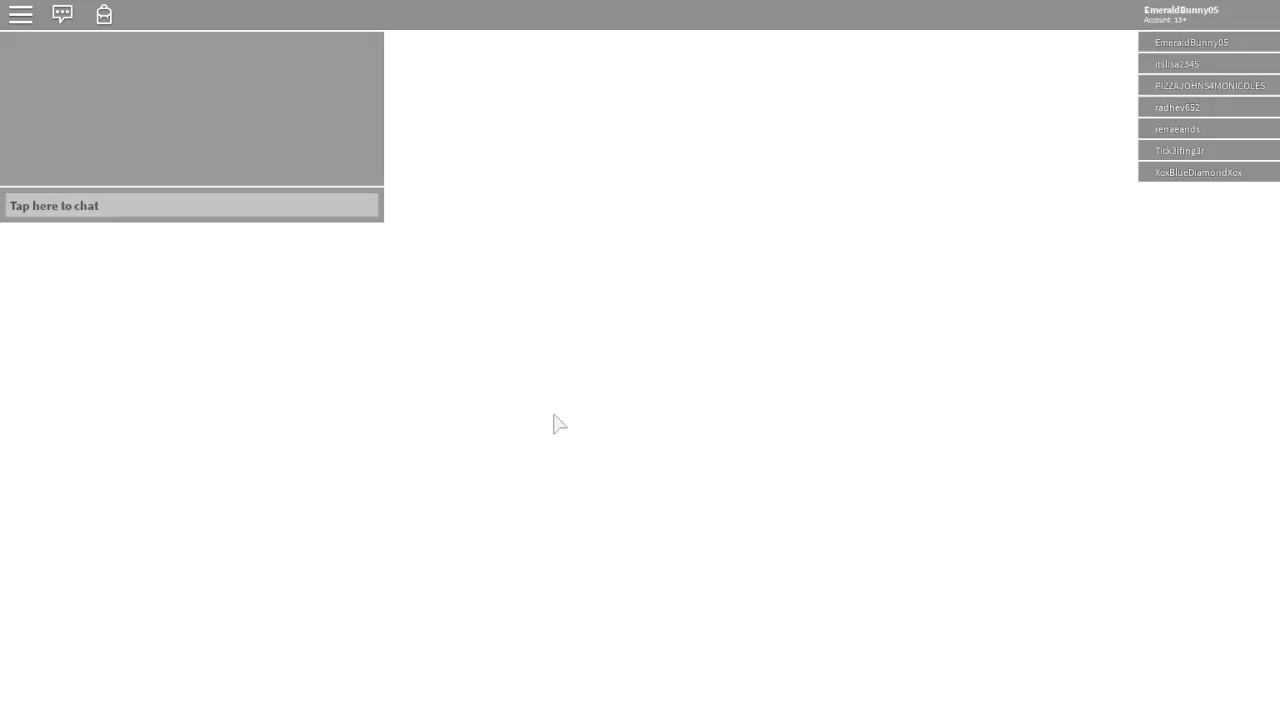 EmeraldBunny05
Account: 13+
EmeraldBunny05
itslisa2345
PIZZAJOHNS4MONICOLES
radhev652
renaeands
Tick3lfing3r
XoxBlueDiamondXox
Tap here to chat